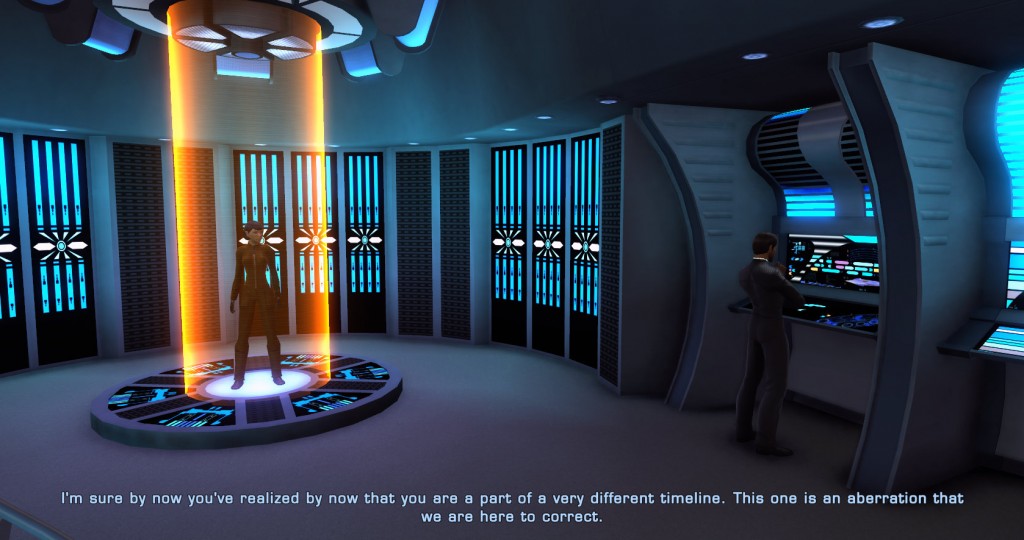 I'm sure by now you've realized by now that you are a part of a very different timeline. This one is an aberration that
we are here to correct.